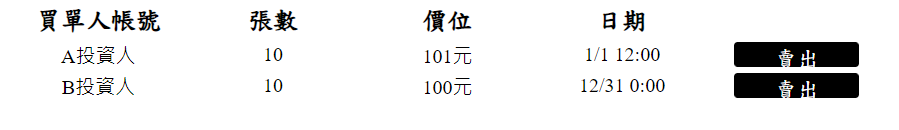 買單人帳號 張數 價位 日期
A投資人 10 101元 1/1 12:00 賣出
B投資人 10 100元 12/31 0:00 賣出